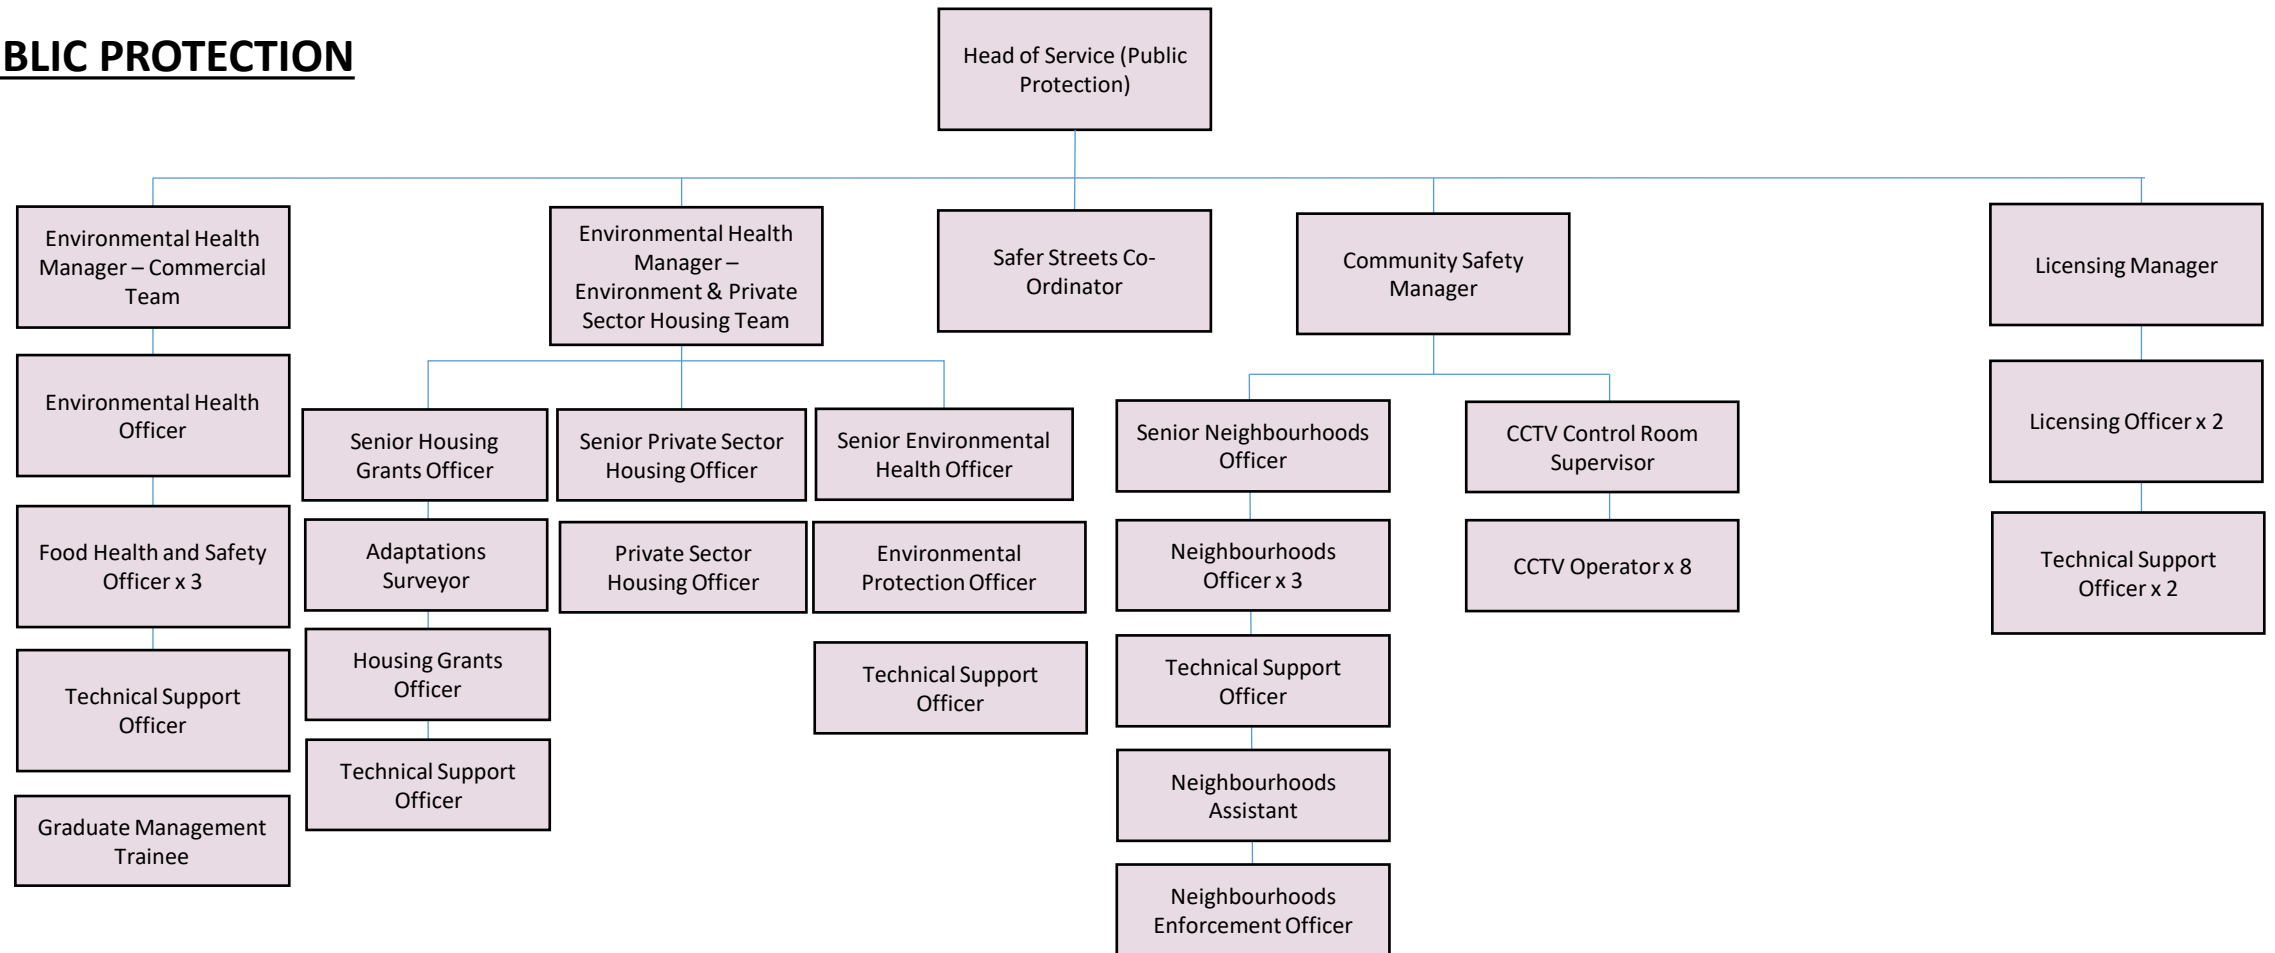 BLIC PROTECTION
Head of Service (Public
Protection)
Environmental Health
Manager – Commercial
Team
Environmental Health
Manager –
Environment & Private
Sector Housing Team
Safer Streets Co-
Ordinator
Community Safety
Manager
Licensing Manager
Environmental Health
Officer
Senior Housing
Grants Officer
Senior Private Sector
Housing Officer
Senior Environmental
Health Officer
Senior Neighbourhoods
Officer
CCTV Control Room
Supervisor
Licensing Officer x 2
Food Health and Safety
Officer x 3
Adaptations
Surveyor
Private Sector
Housing Officer
Environmental
Protection Officer
Neighbourhoods
Officer x 3
CCTV Operator x 8
Technical Support
Officer x 2
Technical Support
Officer
Housing Grants
Officer
Technical Support
Officer
Technical Support
Officer
Graduate Management
Trainee
Technical Support
Officer
Neighbourhoods
Assistant
Neighbourhoods
Enforcement Officer